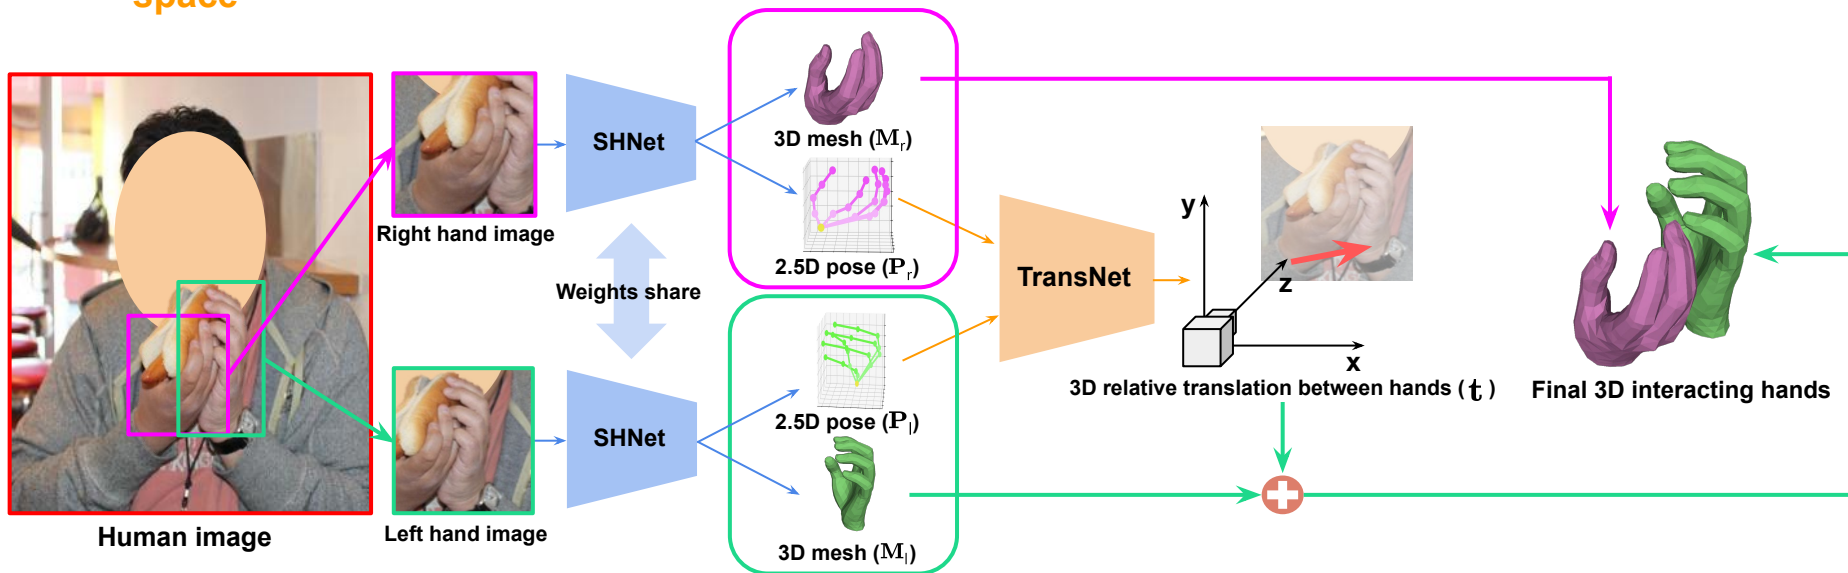 space
Human image
Right hand image
Left hand image
SHNet
Weights share
SHNet
3D mesh (Mr)
2.5D pose (Pr)
2.5D pose (Pl)
3D mesh (Ml)
TransNet
y
z
x
3D relative translation between hands (t)
Final 3D interacting hands